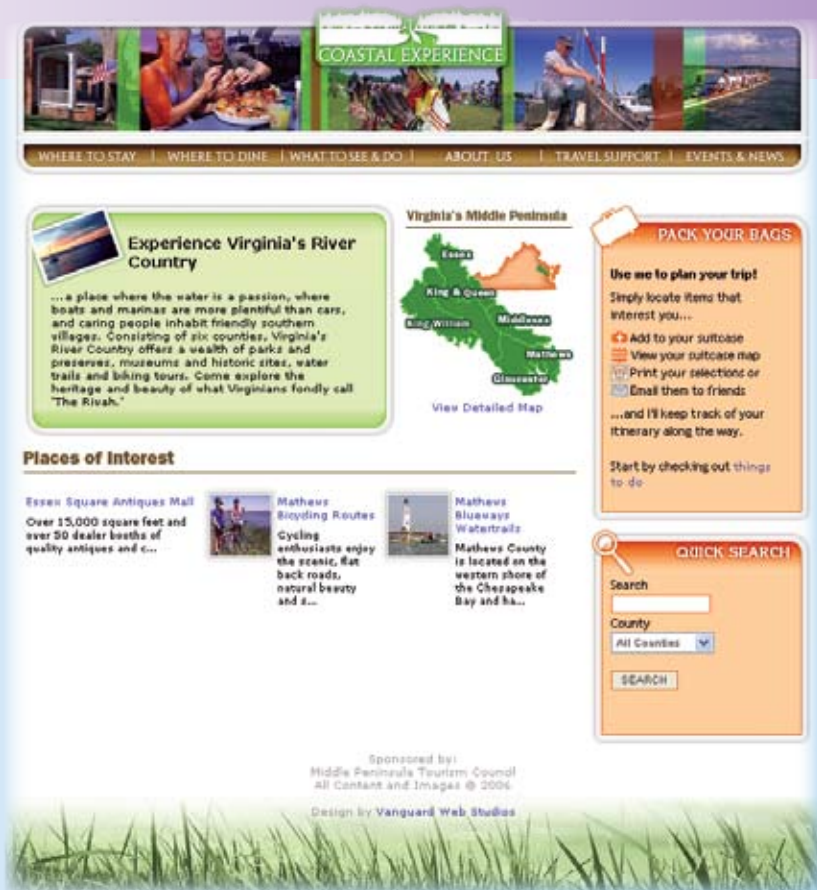 COASTAL EXPERIENCE
WHERE TO STAY | WHERE TO DINE | WHAT TO SEE & DO | ABOUT US | TRAVEL SUPPORT | EVENTS & NEWS
Experience Virginia's River
Country
...a place where the water is a passion, where
boats and marinas are more plentiful than cars,
and caring people inhabit friendly southern
villages. Consisting of six counties, Virginia's
River Country offers a wealth of parks and
preserves, museums and historic sites, water
trails and biking tours. Come explore the
heritage and beauty of what Virginians fondly call
'The Rivah.'
Virginia's Middle Peninsula
Essex
King & Queen
King William
Middlesex
Mathews
Gloucester
View Detailed Map
PACK YOUR BAGS
Use me to plan your trip!
Simply locate items that
interest you...
Add to your suitcase
View your suitcase map
Print your selections or
Email them to friends
...and I'll keep track of your
itinerary along the way.
Start by checking out things
to do
Places of Interest
Essex Square Antiques Mall
Over 15,000 square feet and
over 50 dealer booths of
quality antiques and c...
Mathews
Bicycling Routes
Cycling
enthusiasts enjoy
the scenic, flat
back roads,
natural beauty
and s...
Mathews
Blueways
Watertrails
Mathews County
is located on the
western shore of
the Chesapeake
Bay and ha...
QUICK SEARCH
Search
County
All Counties
SEARCH
Sponsored by:
Middle Peninsula Tourism Council
All Content and Images @ 2006
Design by Vanguard Web Studios